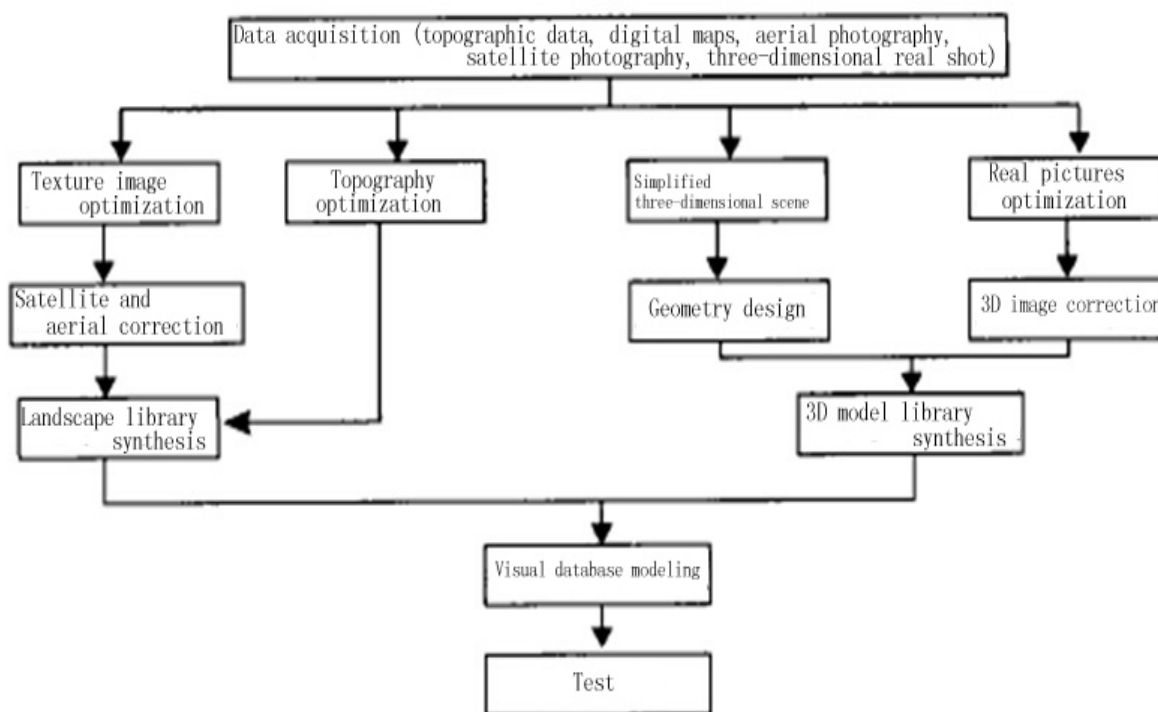 Data acquisition (topographic data, digital maps, aerial photography,
satellite photography, three-dimensional real shot)
Texture image
optimization
Topography
optimization
Simplified
three-dimensional scene
Real pictures
optimization
Satellite and
aerial correction
Geometry design
3D image correction
Landscape library
synthesis
3D model library
synthesis
Visual database modeling
Test